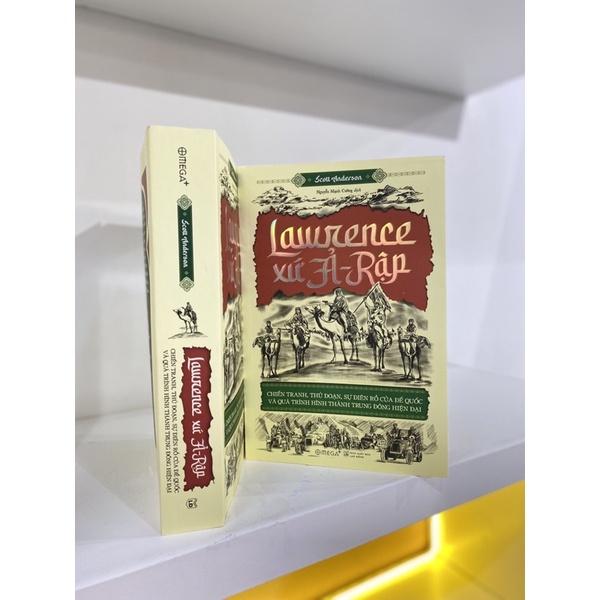 OMEGA+
Scott Anderson
Lawrence xứ Ả-Rập
CHIẾN TRANH, THỦ ĐOẠN, SỰ ĐIÊN RỒ CỦA ĐẾ QUỐC
VÀ QUÁ TRÌNH HÌNH THÀNH TRUNG ĐÔNG HIỆN ĐẠI
Scott Anderson
Nguyễn Mạnh Cường dịch
Lawrence
xứ Ả-Rập
CHIẾN TRANH, THỦ ĐOẠN, SỰ ĐIÊN RỒ CỦA ĐẾ QUỐC
VÀ QUÁ TRÌNH HÌNH THÀNH TRUNG ĐÔNG HIỆN ĐẠI
OMEGA+